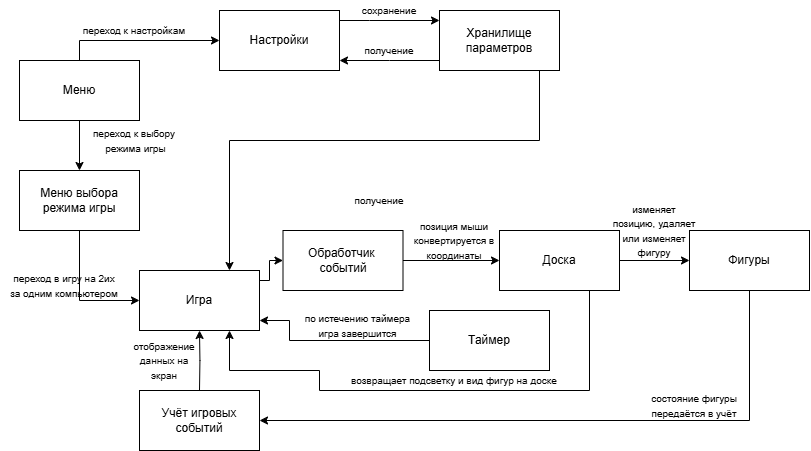 сохранение
переход к настройкам
Настройки
Хранилище
параметров
получение
Меню
переход к выбору
режима игры
Меню выбора
режима игры
получение
изменяет
позицию, удаляет
или изменяет
фигуру
позиция мыши
конвертируется в
координаты
Обработчик
событий
Доска
Фигуры
переход в игру на 2их
за одним компьютером
Игра
по истечению таймера
игра завершится
Таймер
отображение
данных на
экран
возвращает подсветку и вид фигур на доске
Учёт игровых
событий
состояние фигуры
передаётся в учёт